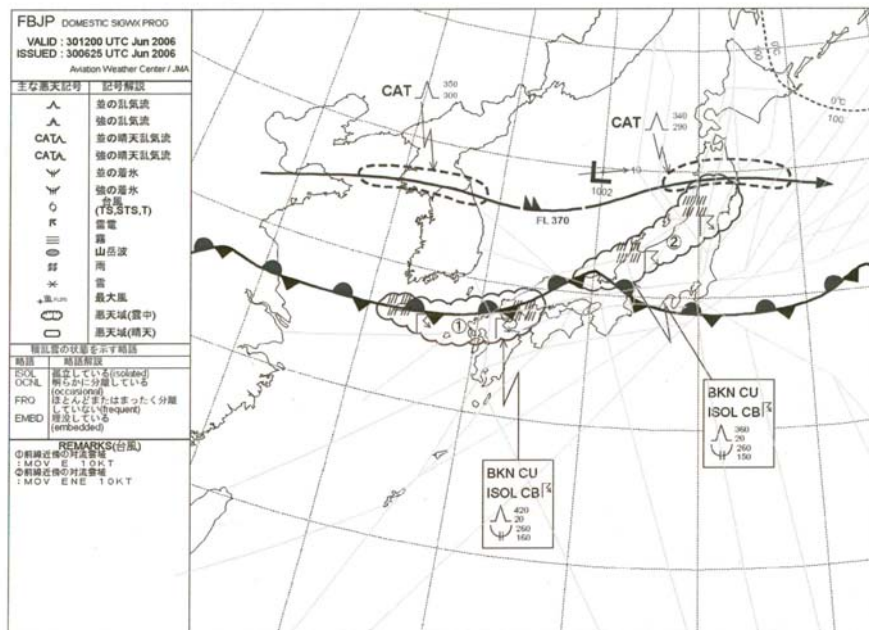 FBJP DOMESTIC SIGWX PROG
VALID : 301200 UTC Jun 2006
ISSUED : 300625 UTC Jun 2006
Aviation Weather Center / JMA
主な悪天記号 記号解説
並の乱気流
強の乱気流
CAT 並の晴天乱気流
CAT 強の晴天乱気流
並の着氷
強の着氷
台風
(TS,STS,T)
雷電
霧
山岳波
雨
雪
最大風
悪天域(雲中)
悪天域(晴天)
積乱雲の状態を示す略語
略語 略語解説
ISOL 孤立している(isolated)
OCNL 明らかに分離している
(occasional)
FRQ ほとんどまたはまったく分離
していない(frequent)
EMBD 埋没している
(embedded)
REMARKS(台風)
①前線近傍の対流雲域
:MOV E 10KT
②前線近傍の対流雲域
:MOV ENE 10KT
CAT 350
300
CAT 340
290
L
10
1002
FL 370
0℃
100
0℃
100
①
②
BKN CU
ISOL CB
420
20
260
160
BKN CU
ISOL CB
360
20
260
150